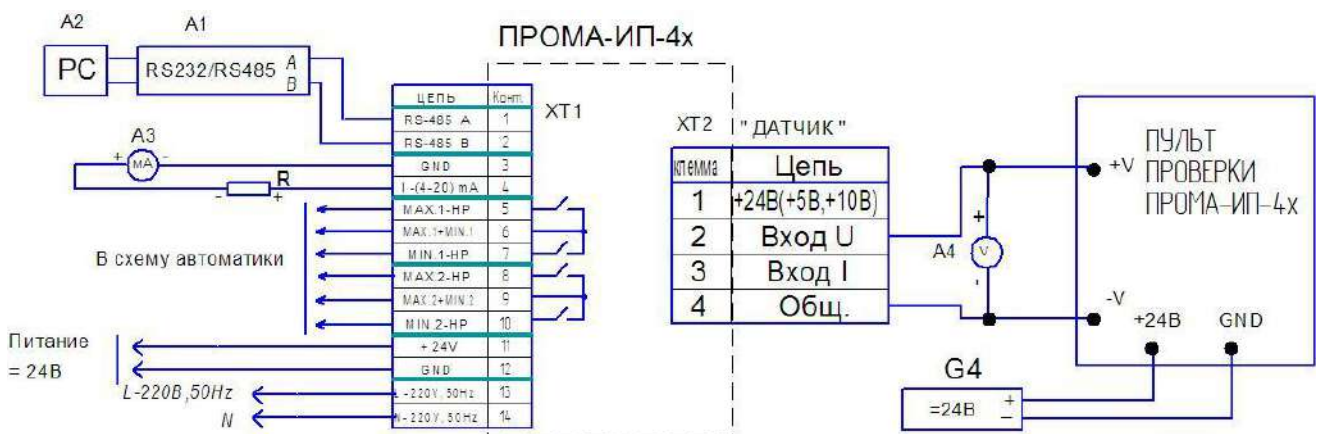 A2
A1
ПРОМА-ИП-4х
PC
RS232/RS485
A
B
ЦЕПЬ Конт.
RS-485 A 1
RS-485 B 2
GND 3
I-(4-20) mA 4
MAX.1-HP 5
MAX.1+MIN.1 6
MIN.1-HP 7
MAX.2-HP 8
MAX.2+MIN.2 9
MIN.2-HP 10
+24V 11
GND 12
L-220V,50Hz 13
N-220V,50Hz 14
XT1
A3
+ mA -
R
- +
В схему автоматики
Питание
= 24В
L-220В,50Hz
N
XT2 "ДАТЧИК"
клемма Цепь
1 +24В(+5В,+10В)
2 Вход U
3 Вход I
4 Общ.
+
A4 V
-
ПУЛЬТ
ПРОВЕРКИ
ПРОМА-ИП-4х
+V
-V
+24В GND
G4
=24В + −